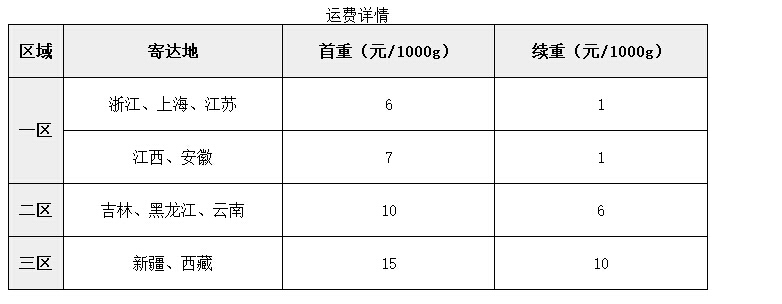 运费详情
区域 寄达地 首重（元/1000g） 续重（元/1000g）
一区 浙江、上海、江苏 6 1
江西、安徽 7 1
二区 吉林、黑龙江、云南 10 6
三区 新疆、西藏 15 10